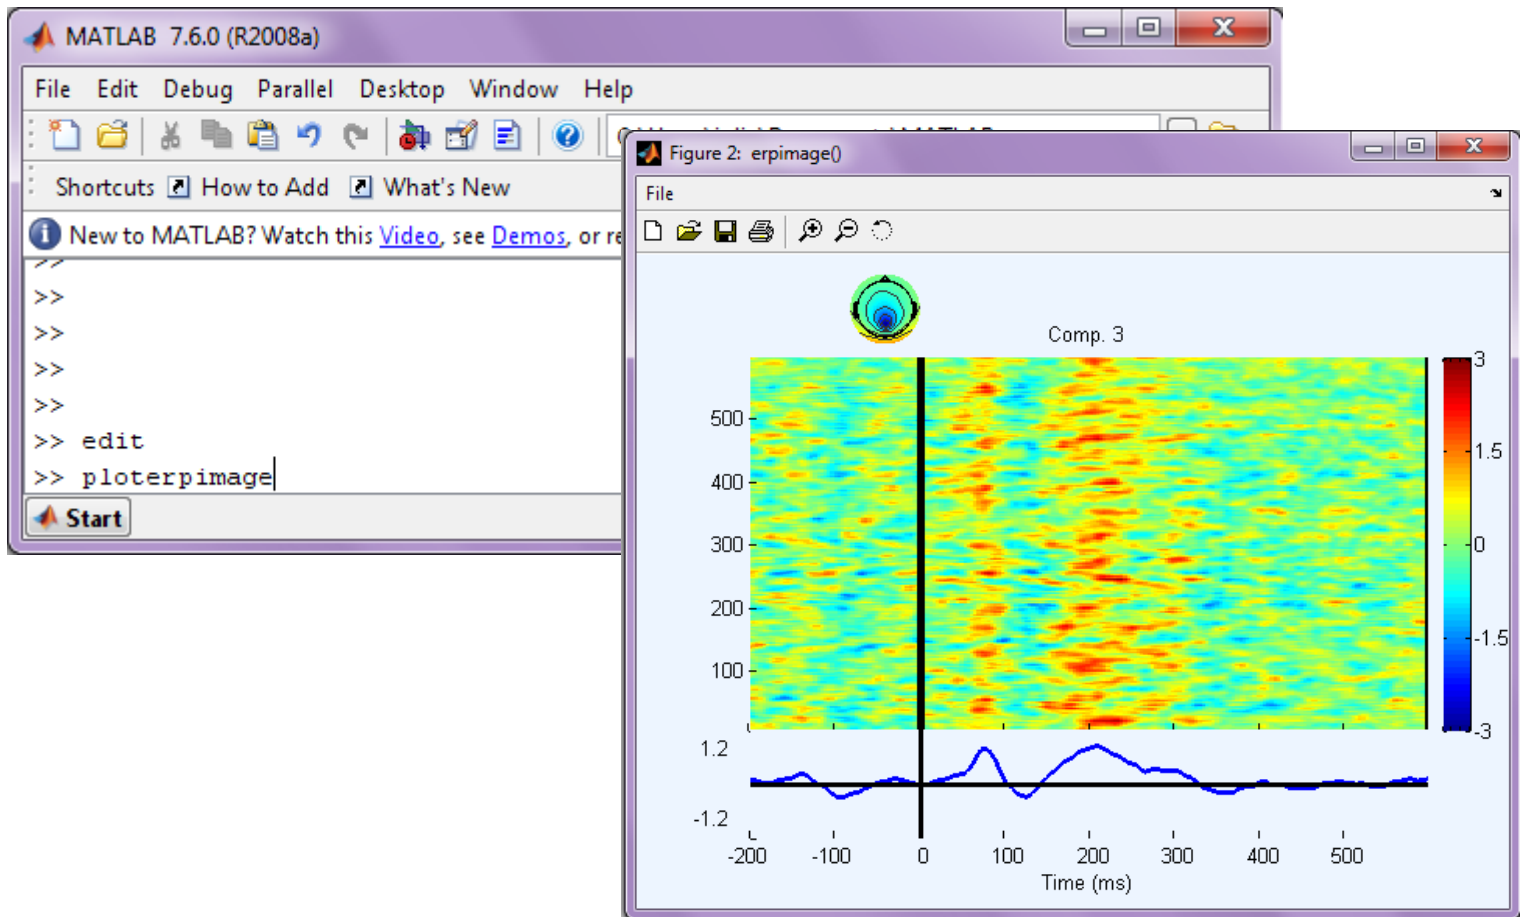 MATLAB 7.6.0 (R2008a)
File Edit Debug Parallel Desktop Window Help
Shortcuts How to Add What's New
New to MATLAB? Watch this Video, see Demos, or re
>>
>>
>>
>>
>>
>> edit
>> ploterpimage
Start
Figure 2: erpimage()
File
Comp. 3
500
400
300
200
100
3
1.5
0
-1.5
-3
1.2
-1.2
-200 -100 0 100 200 300 400 500
Time (ms)